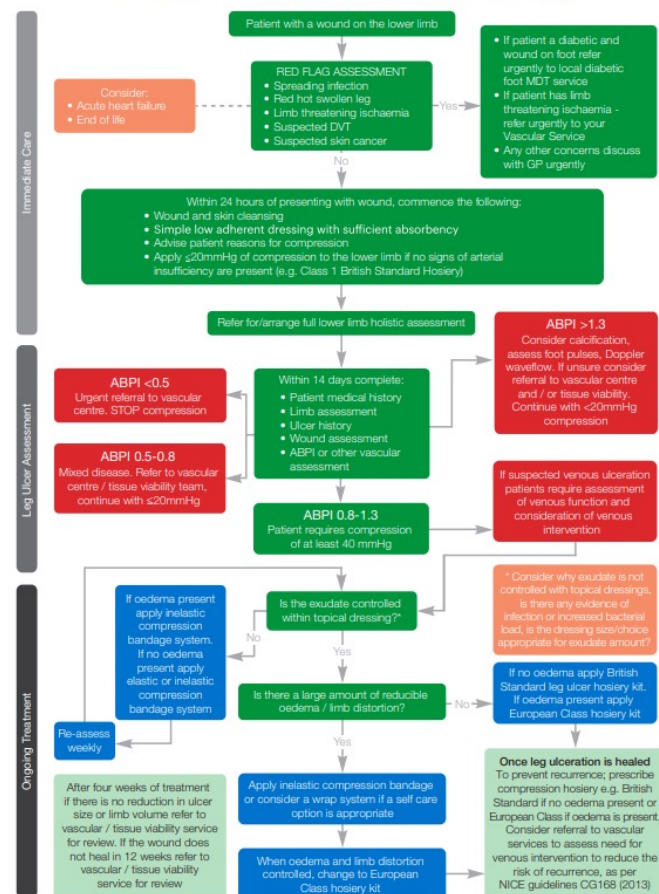 Patient with a wound on the lower limb
Consider:
• Acute heart failure
• End of life
RED FLAG ASSESSMENT
• Spreading infection
• Red hot swollen leg
• Limb threatening ischaemia
• Suspected DVT
• Suspected skin cancer
Yes
• If patient a diabetic and
wound on foot refer
urgently to local diabetic
foot MDT service
• If patient has limb
threatening ischaemia -
refer urgently to your
Vascular Service
• Any other concerns discuss
with GP urgently
No
Immediate Care
Within 24 hours of presenting with wound, commence the following:
• Wound and skin cleansing
• Simple low adherent dressing with sufficient absorbency
• Advise patient reasons for compression
• Apply ≤20mmHg of compression to the lower limb if no signs of arterial
insufficiency are present (e.g. Class 1 British Standard Hosiery)
Refer for/arrange full lower limb holistic assessment
Leg Ulcer Assessment
ABPI <0.5
Urgent referral to vascular
centre. STOP compression
ABPI 0.5-0.8
Mixed disease. Refer to vascular
centre / tissue viability team,
continue with ≤20mmHg
Within 14 days complete:
• Patient medical history
• Limb assessment
• Ulcer history
• Wound assessment
• ABPI or other vascular
assessment
ABPI >1.3
Consider calcification,
assess foot pulses, Doppler
waveflow. If unsure consider
referral to vascular centre
and / or tissue viability.
Continue with <20mmHg
compression
ABPI 0.8-1.3
Patient requires compression
of at least 40 mmHg
If suspected venous ulceration
patients require assessment
of venous function and
consideration of venous
intervention
Ongoing Treatment
If oedema present
apply inelastic
compression
bandage system.
If no oedema
present apply
elastic or inelastic
compression
bandage system
Re-assess
weekly
No
Is the exudate controlled
within topical dressing?*
Yes
* Consider why exudate is not
controlled with topical dressings,
is there any evidence of
infection or increased bacterial
load, is the dressing size/choice
appropriate for exudate amount?
Is there a large amount of reducible
oedema / limb distortion?
No
If no oedema apply British
Standard leg ulcer hosiery kit.
If oedema present apply
European Class hosiery kit
Yes
After four weeks of treatment
if there is no reduction in ulcer
size or limb volume refer to
vascular / tissue viability service
for review. If the wound does
not heal in 12 weeks refer to
vascular / tissue viability
service for review
Apply inelastic compression bandage
or consider a wrap system if a self care
option is appropriate
When oedema and limb distortion
controlled, change to European
Class hosiery kit
Once leg ulceration is healed
To prevent recurrence; prescribe
compression hosiery e.g. British
Standard if no oedema present or
European Class if oedema is present.
Consider referral to vascular
services to assess need for
venous intervention to reduce the
risk of recurrence, as per
NICE guidelines CG168 (2013)